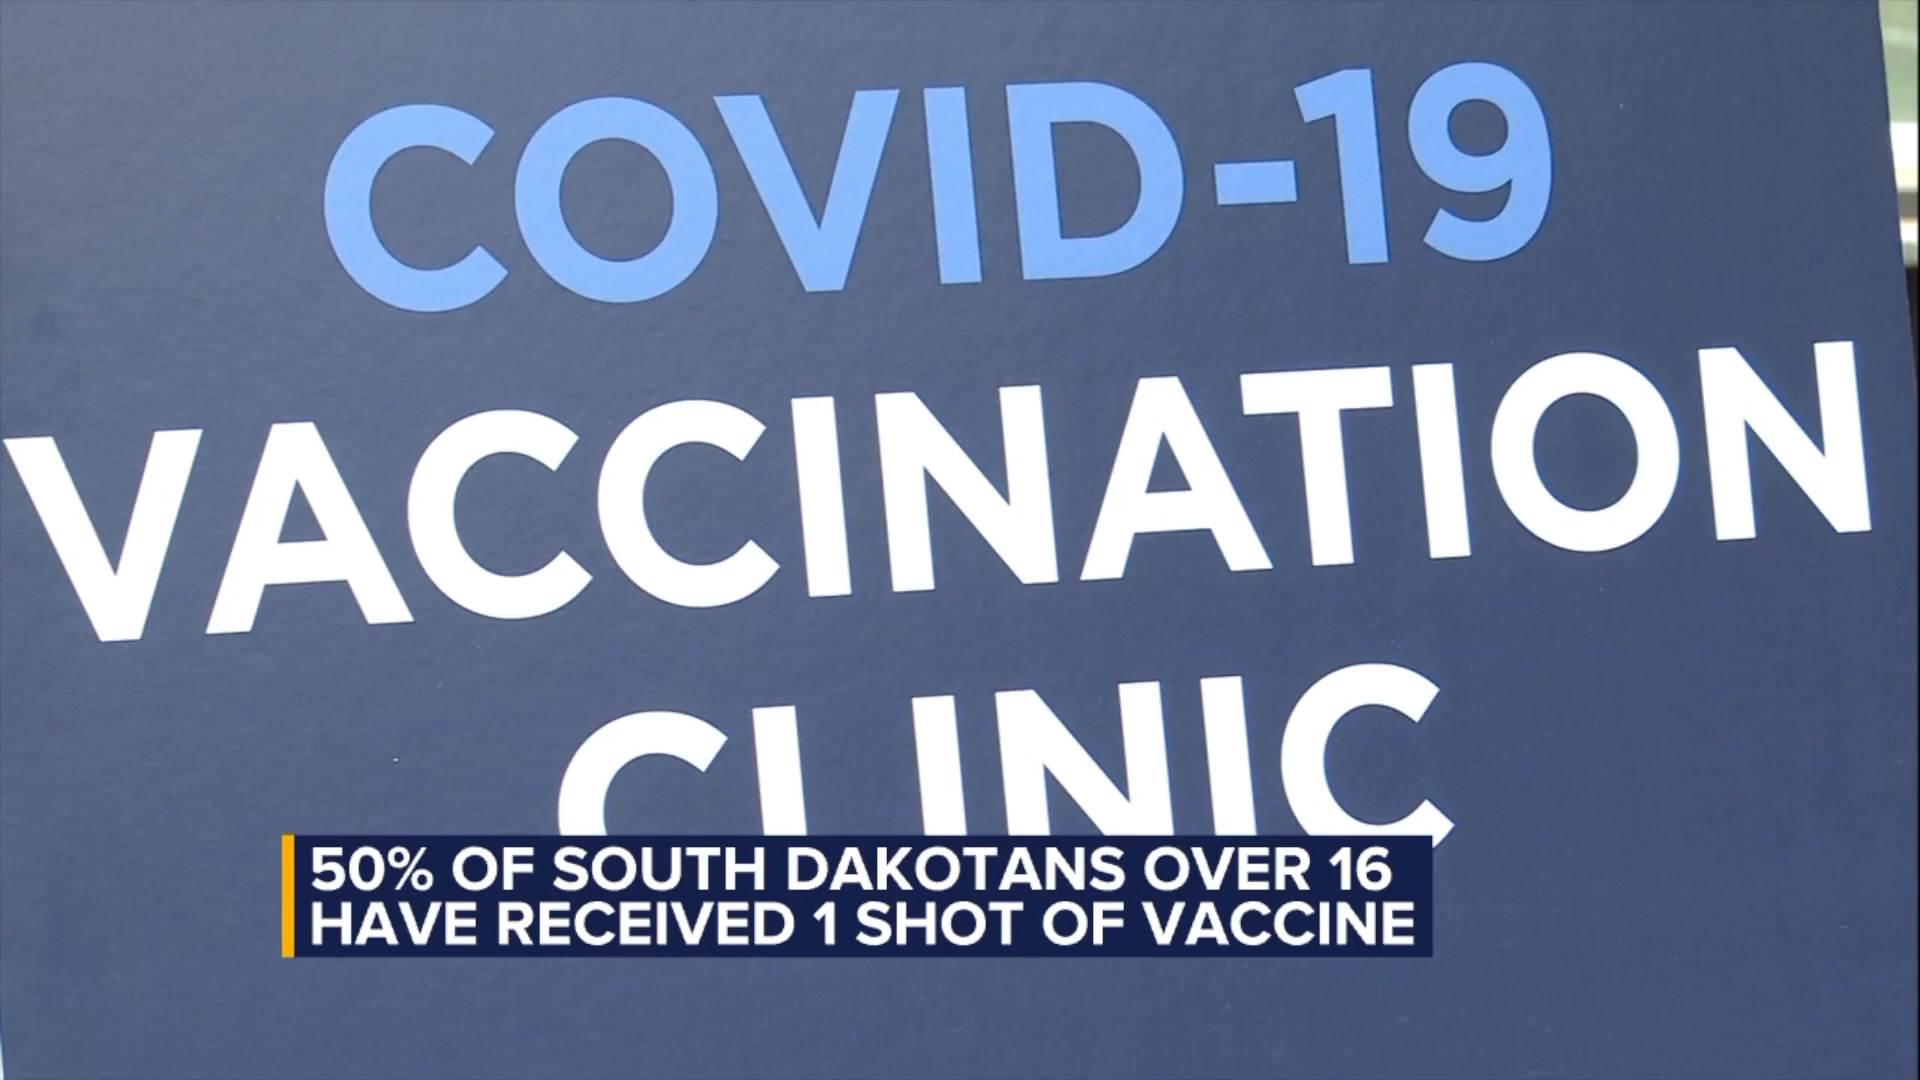 COVID-19
VACCINATION
CLINIC
50% OF SOUTH DAKOTANS OVER 16
HAVE RECEIVED 1 SHOT OF VACCINE